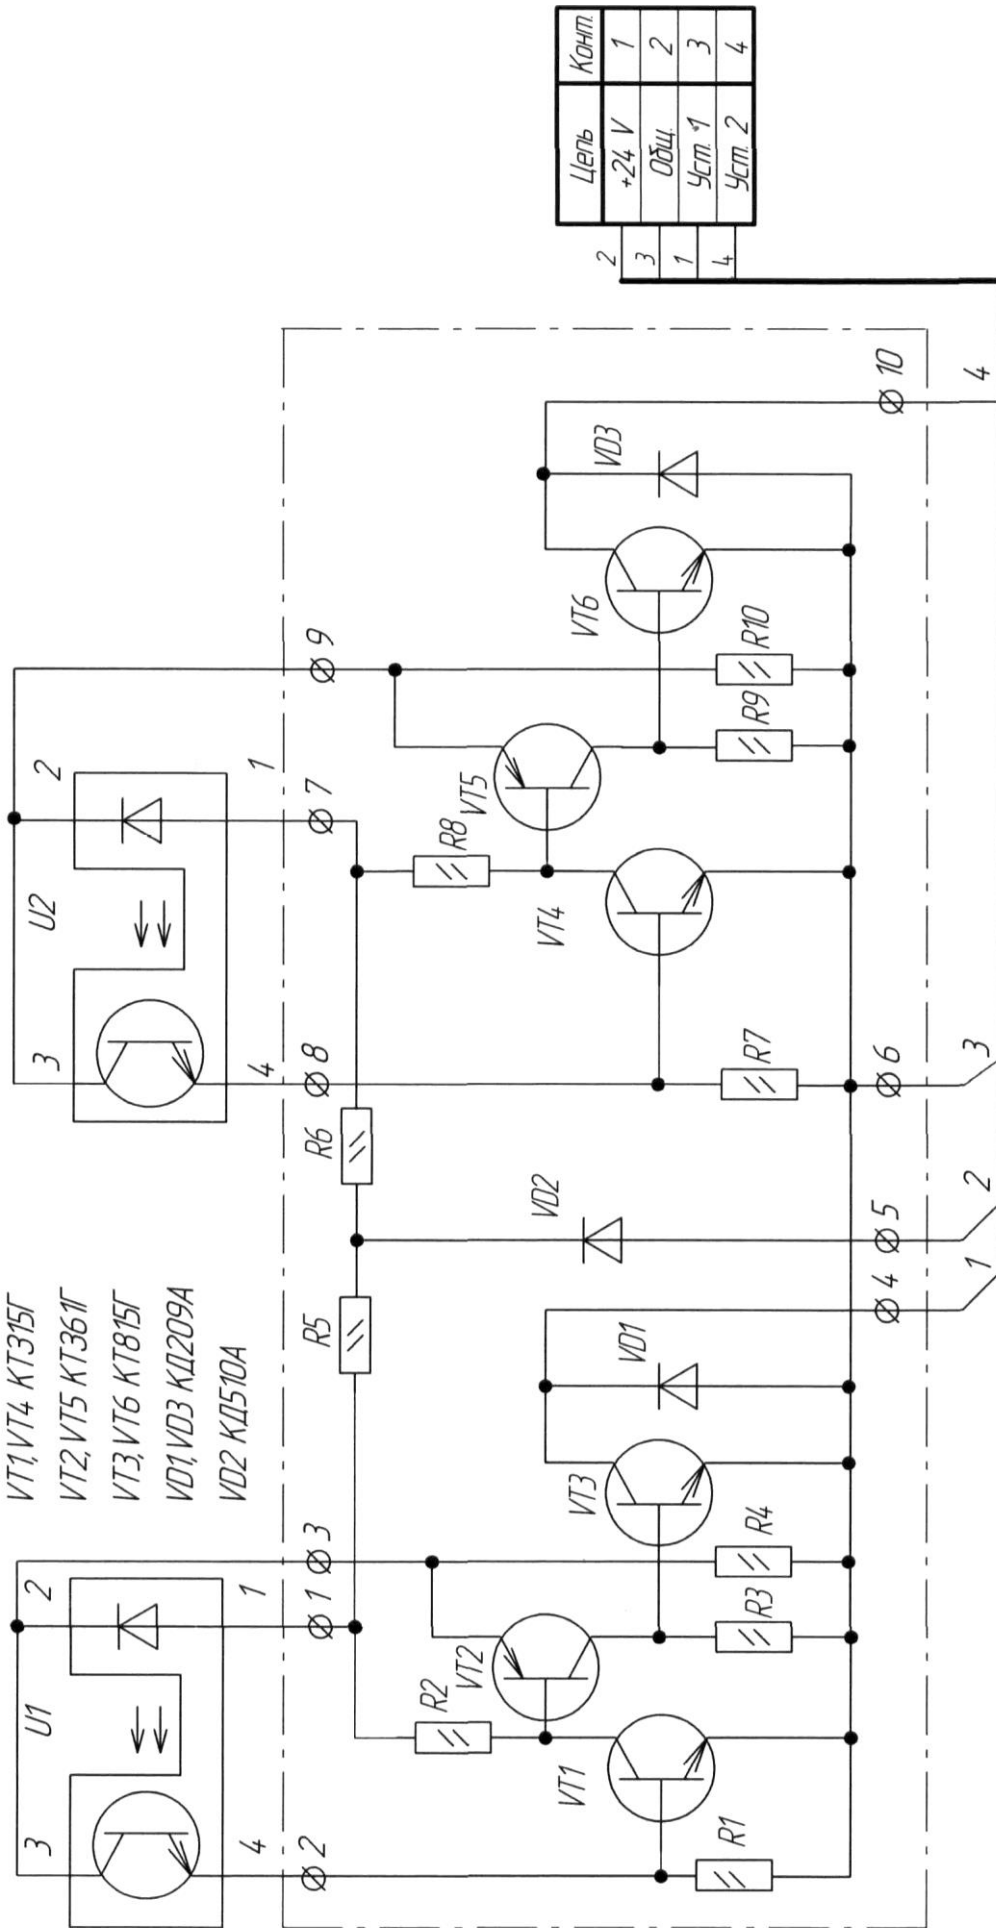 VT1,VT4 КТ315Г
VT2,VT5 КТ361Г
VT3,VT6 КТ815Г
VD1,VD3 КД209А
VD2 КД510А
U1
3
2
4
1
U2
3
2
4
1
2
1
3
8
7
9
R5
R6
R2
VT2
R8
VT5
VT1
VT3
VD1
VD2
VT4
VT6
VD3
R1
R3
R4
R7
R9
R10
4
5
6
10
1
2
3
4
Цепь Конт.
2 +24 V 1
3 Общ. 2
1 Уст. 1 3
4 Уст. 2 4